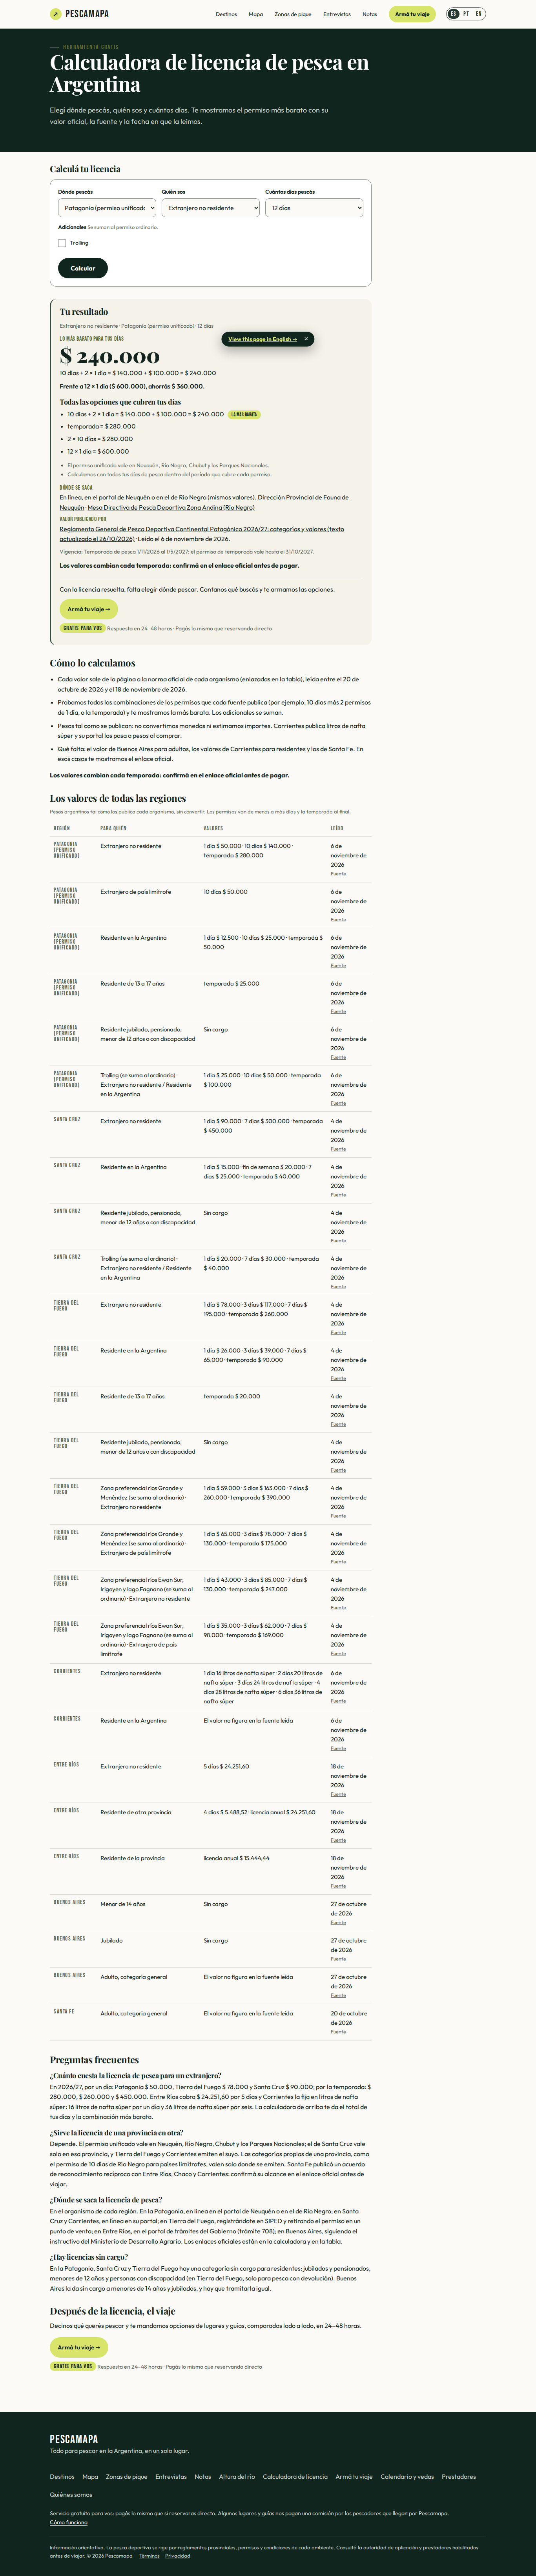 PESCAMAPA
Destinos
Mapa
Zonas de pique
Entrevistas
Notas
Armá tu viaje
ES PT EN
HERRAMIENTA GRATIS
Calculadora de licencia de pesca en
Argentina
Elegí dónde pescás, quién sos y cuántos días. Te mostramos el permiso más barato con su
valor oficial, la fuente y la fecha en que la leímos.
Calculá tu licencia
Dónde pescás
Quién sos
Cuántos días pescás
Patagonia (permiso unificado
Extranjero no residente
12 días
Adicionales Se suman al permiso ordinario.
Trolling
Calcular
Tu resultado
Extranjero no residente · Patagonia (permiso unificado) · 12 días
LO MÁS BARATO PARA TUS DÍAS
View this page in English → ×
$ 240.000
10 días + 2 × 1 día = $ 140.000 + $ 100.000 = $ 240.000
Frente a 12 × 1 día ($ 600.000), ahorrás $ 360.000.
Todas las opciones que cubren tus días
10 días + 2 × 1 día = $ 140.000 + $ 100.000 = $ 240.000 LA MÁS BARATA
temporada = $ 280.000
2 × 10 días = $ 280.000
12 × 1 día = $ 600.000
El permiso unificado vale en Neuquén, Río Negro, Chubut y los Parques Nacionales.
Calculamos con todos tus días de pesca dentro del período que cubre cada permiso.
DÓNDE SE SACA
En línea, en el portal de Neuquén o en el de Río Negro (mismos valores). Dirección Provincial de Fauna de
Neuquén · Mesa Directiva de Pesca Deportiva Zona Andina (Río Negro)
VALOR PUBLICADO POR
Reglamento General de Pesca Deportiva Continental Patagónico 2026/27: categorías y valores (texto
actualizado el 26/10/2026) · Leído el 6 de noviembre de 2026.
Vigencia: Temporada de pesca 1/11/2026 al 1/5/2027; el permiso de temporada vale hasta el 31/10/2027.
Los valores cambian cada temporada: confirmá en el enlace oficial antes de pagar.
Con la licencia resuelta, falta elegir dónde pescar. Contanos qué buscás y te armamos las opciones.
Armá tu viaje →
GRATIS PARA VOS Respuesta en 24–48 horas · Pagás lo mismo que reservando directo
Cómo lo calculamos
Cada valor sale de la página o la norma oficial de cada organismo (enlazadas en la tabla), leída entre el 20 de
octubre de 2026 y el 18 de noviembre de 2026.
Probamos todas las combinaciones de los permisos que cada fuente publica (por ejemplo, 10 días más 2 permisos
de 1 día, o la temporada) y te mostramos la más barata. Los adicionales se suman.
Pesos tal como se publican: no convertimos monedas ni estimamos importes. Corrientes publica litros de nafta
súper y su portal los pasa a pesos al comprar.
Qué falta: el valor de Buenos Aires para adultos, los valores de Corrientes para residentes y los de Santa Fe. En
esos casos te mostramos el enlace oficial.
Los valores cambian cada temporada: confirmá en el enlace oficial antes de pagar.
Los valores de todas las regiones
Pesos argentinos tal como los publica cada organismo, sin convertir. Los permisos van de menos a más días y la temporada al final.
REGIÓN PARA QUIÉN VALORES LEÍDO
PATAGONIA (PERMISO UNIFICADO) Extranjero no residente 1 día $ 50.000 · 10 días $ 140.000 · temporada $ 280.000 6 de noviembre de 2026 Fuente
PATAGONIA (PERMISO UNIFICADO) Extranjero de país limítrofe 10 días $ 50.000 6 de noviembre de 2026 Fuente
PATAGONIA (PERMISO UNIFICADO) Residente en la Argentina 1 día $ 12.500 · 10 días $ 25.000 · temporada $ 50.000 6 de noviembre de 2026 Fuente
PATAGONIA (PERMISO UNIFICADO) Residente de 13 a 17 años temporada $ 25.000 6 de noviembre de 2026 Fuente
PATAGONIA (PERMISO UNIFICADO) Residente jubilado, pensionado, menor de 12 años o con discapacidad Sin cargo 6 de noviembre de 2026 Fuente
PATAGONIA (PERMISO UNIFICADO) Trolling (se suma al ordinario) · Extranjero no residente / Residente en la Argentina 1 día $ 25.000 · 10 días $ 50.000 · temporada $ 100.000 6 de noviembre de 2026 Fuente
SANTA CRUZ Extranjero no residente 1 día $ 90.000 · 7 días $ 300.000 · temporada $ 450.000 4 de noviembre de 2026 Fuente
SANTA CRUZ Residente en la Argentina 1 día $ 15.000 · fin de semana $ 20.000 · 7 días $ 25.000 · temporada $ 40.000 4 de noviembre de 2026 Fuente
SANTA CRUZ Residente jubilado, pensionado, menor de 12 años o con discapacidad Sin cargo 4 de noviembre de 2026 Fuente
SANTA CRUZ Trolling (se suma al ordinario) · Extranjero no residente / Residente en la Argentina 1 día $ 20.000 · 7 días $ 30.000 · temporada $ 40.000 4 de noviembre de 2026 Fuente
TIERRA DEL FUEGO Extranjero no residente 1 día $ 78.000 · 3 días $ 117.000 · 7 días $ 195.000 · temporada $ 260.000 4 de noviembre de 2026 Fuente
TIERRA DEL FUEGO Residente en la Argentina 1 día $ 26.000 · 3 días $ 39.000 · 7 días $ 65.000 · temporada $ 90.000 4 de noviembre de 2026 Fuente
TIERRA DEL FUEGO Residente de 13 a 17 años temporada $ 20.000 4 de noviembre de 2026 Fuente
TIERRA DEL FUEGO Residente jubilado, pensionado, menor de 12 años o con discapacidad Sin cargo 4 de noviembre de 2026 Fuente
TIERRA DEL FUEGO Zona preferencial ríos Grande y Menéndez (se suma al ordinario) · Extranjero no residente 1 día $ 59.000 · 3 días $ 163.000 · 7 días $ 260.000 · temporada $ 390.000 4 de noviembre de 2026 Fuente
TIERRA DEL FUEGO Zona preferencial ríos Grande y Menéndez (se suma al ordinario) · Extranjero de país limítrofe 1 día $ 65.000 · 3 días $ 78.000 · 7 días $ 130.000 · temporada $ 175.000 4 de noviembre de 2026 Fuente
TIERRA DEL FUEGO Zona preferencial ríos Ewan Sur, Irigoyen y lago Fagnano (se suma al ordinario) · Extranjero no residente 1 día $ 43.000 · 3 días $ 85.000 · 7 días $ 130.000 · temporada $ 247.000 4 de noviembre de 2026 Fuente
TIERRA DEL FUEGO Zona preferencial ríos Ewan Sur, Irigoyen y lago Fagnano (se suma al ordinario) · Extranjero de país limítrofe 1 día $ 35.000 · 3 días $ 62.000 · 7 días $ 98.000 · temporada $ 169.000 4 de noviembre de 2026 Fuente
CORRIENTES Extranjero no residente 1 día 16 litros de nafta súper · 2 días 20 litros de nafta súper · 3 días 24 litros de nafta súper · 4 días 28 litros de nafta súper · 6 días 36 litros de nafta súper 6 de noviembre de 2026 Fuente
CORRIENTES Residente en la Argentina El valor no figura en la fuente leída 6 de noviembre de 2026 Fuente
ENTRE RÍOS Extranjero no residente 5 días $ 24.251,60 18 de noviembre de 2026 Fuente
ENTRE RÍOS Residente de otra provincia 4 días $ 5.488,52 · licencia anual $ 24.251,60 18 de noviembre de 2026 Fuente
ENTRE RÍOS Residente de la provincia licencia anual $ 15.444,44 18 de noviembre de 2026 Fuente
BUENOS AIRES Menor de 14 años Sin cargo 27 de octubre de 2026 Fuente
BUENOS AIRES Jubilado Sin cargo 27 de octubre de 2026 Fuente
BUENOS AIRES Adulto, categoría general El valor no figura en la fuente leída 27 de octubre de 2026 Fuente
SANTA FE Adulto, categoría general El valor no figura en la fuente leída 20 de octubre de 2026 Fuente
Preguntas frecuentes
¿Cuánto cuesta la licencia de pesca para un extranjero?
En 2026/27, por un día: Patagonia $ 50.000, Tierra del Fuego $ 78.000 y Santa Cruz $ 90.000; por la temporada: $
280.000, $ 260.000 y $ 450.000. Entre Ríos cobra $ 24.251,60 por 5 días y Corrientes la fija en litros de nafta
súper: 16 litros de nafta súper por un día y 36 litros de nafta súper por seis. La calculadora de arriba te da el total de
tus días y la combinación más barata.
¿Sirve la licencia de una provincia en otra?
Depende. El permiso unificado vale en Neuquén, Río Negro, Chubut y los Parques Nacionales; el de Santa Cruz vale
solo en esa provincia, y Tierra del Fuego y Corrientes emiten el suyo. Las categorías propias de una provincia, como
el permiso de 10 días de Río Negro para países limítrofes, valen solo donde se emiten. Santa Fe publicó un acuerdo
de reconocimiento recíproco con Entre Ríos, Chaco y Corrientes: confirmá su alcance en el enlace oficial antes de
viajar.
¿Dónde se saca la licencia de pesca?
En el organismo de cada región. En la Patagonia, en línea en el portal de Neuquén o en el de Río Negro; en Santa
Cruz y Corrientes, en línea en su portal; en Tierra del Fuego, registrándote en SIPED y retirando el permiso en un
punto de venta; en Entre Ríos, en el portal de trámites del Gobierno (trámite 708); en Buenos Aires, siguiendo el
instructivo del Ministerio de Desarrollo Agrario. Los enlaces oficiales están en la calculadora y en la tabla.
¿Hay licencias sin cargo?
En la Patagonia, Santa Cruz y Tierra del Fuego hay una categoría sin cargo para residentes: jubilados y pensionados,
menores de 12 años y personas con discapacidad (en Tierra del Fuego, solo para pesca con devolución). Buenos
Aires la da sin cargo a menores de 14 años y jubilados, y hay que tramitarla igual.
Después de la licencia, el viaje
Decinos qué querés pescar y te mandamos opciones de lugares y guías, comparadas lado a lado, en 24–48 horas.
Armá tu viaje →
GRATIS PARA VOS Respuesta en 24–48 horas · Pagás lo mismo que reservando directo
PESCAMAPA
Todo para pescar en la Argentina, en un solo lugar.
Destinos Mapa Zonas de pique Entrevistas Notas Altura del río Calculadora de licencia Armá tu viaje Calendario y vedas Prestadores
Quiénes somos
Servicio gratuito para vos: pagás lo mismo que si reservaras directo. Algunos lugares y guías nos pagan una comisión por los pescadores que llegan por Pescamapa.
Cómo funciona
Información orientativa. La pesca deportiva se rige por reglamentos provinciales, permisos y condiciones de cada ambiente. Consultá la autoridad de aplicación y prestadores habilitados
antes de viajar. © 2026 Pescamapa Términos Privacidad